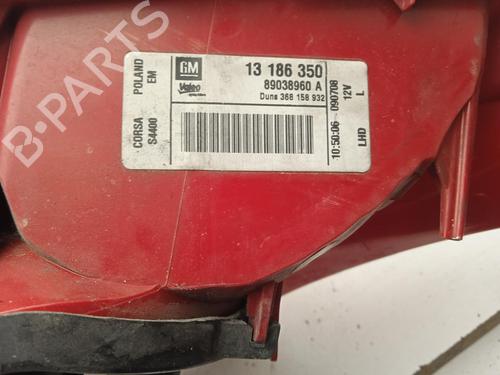 GM
13 186 350
Valeo
89038960 A
Duns 368 158 932
CORSA POLAND
S4400 EM
10:50:06 090708
12V
LHD L
B-PARTS